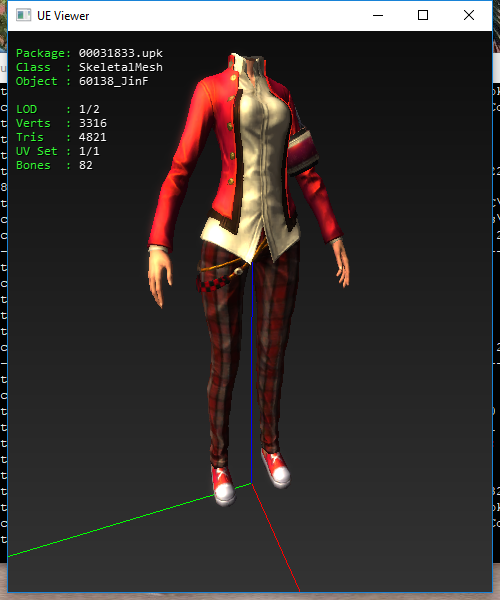 UE Viewer
Package: 00031833.upk
Class  : SkeletalMesh
Object : 60138_JinF
LOD    : 1/2
Verts  : 3316
Tris   : 4821
UV Set : 1/1
Bones  : 82